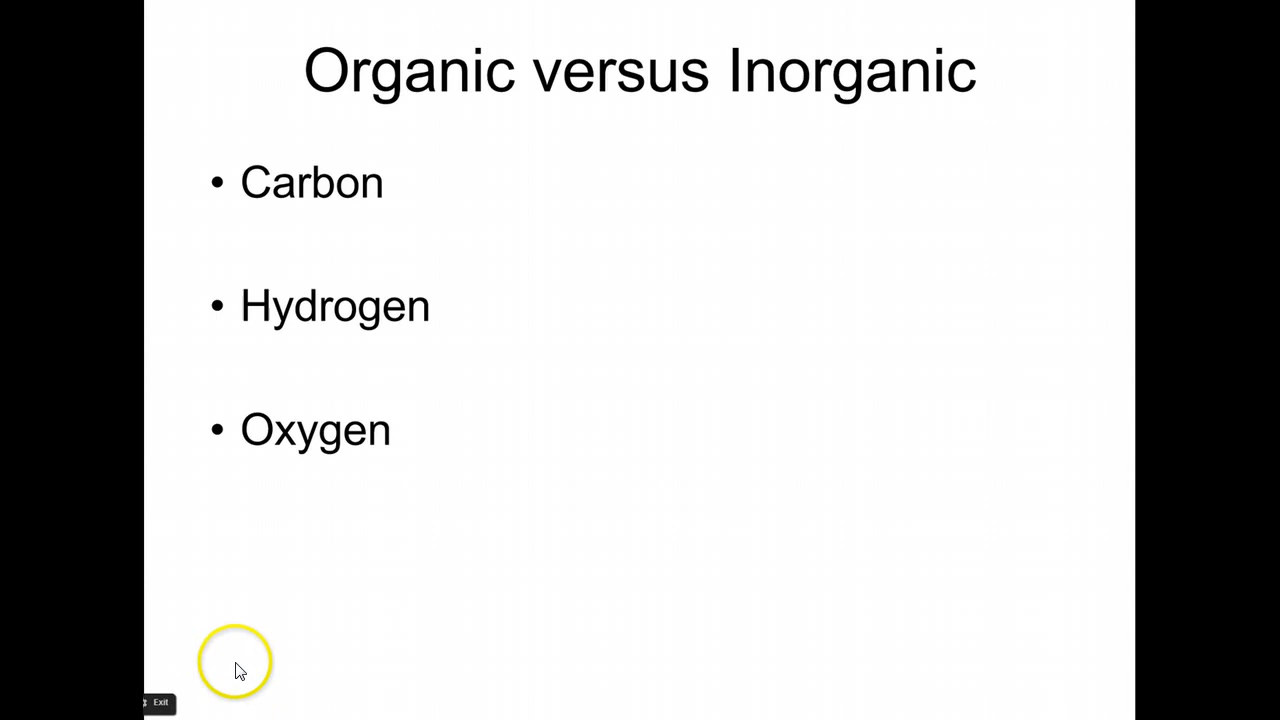 Organic versus Inorganic
• Carbon
• Hydrogen
• Oxygen
Exit